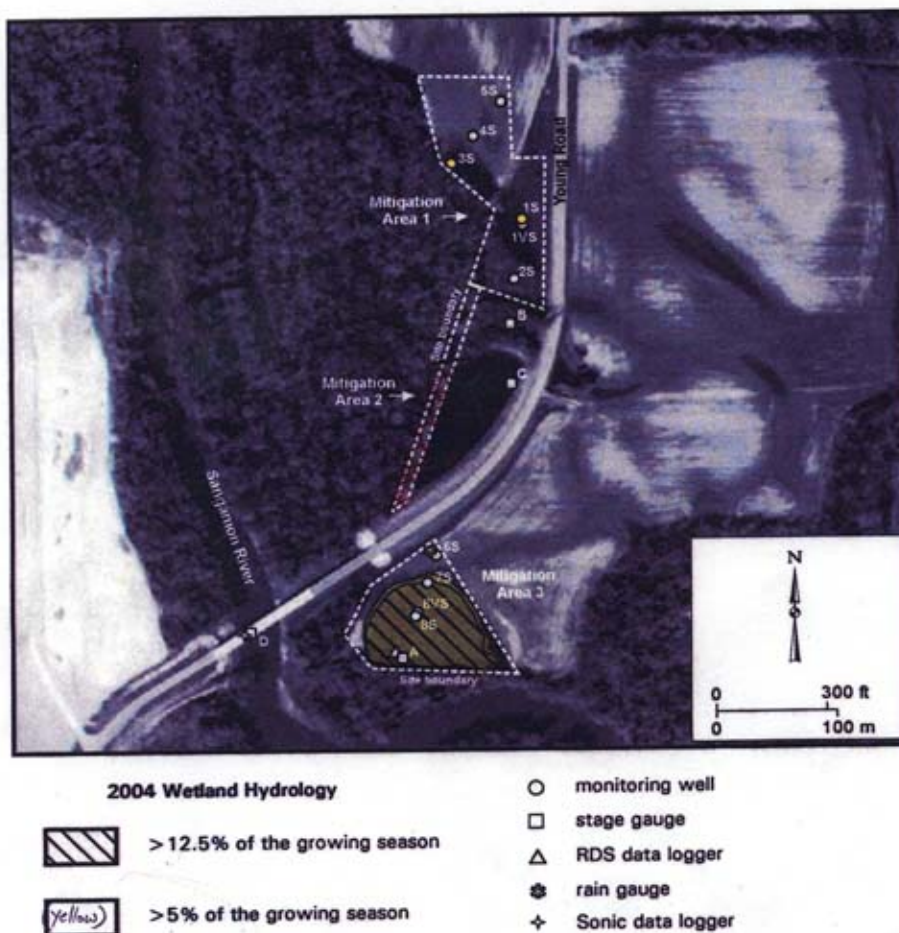 5S
4S
3S
Mitigation
Area 1
1S
1VS
2S
Young Road
Site boundary
B
C
Mitigation
Area 2
Sangamon River
6S
7S
Mitigation
Area 3
8VS
8S
A
D
Site boundary
N
0 300 ft
0 100 m
2004 Wetland Hydrology
>12.5% of the growing season
(yellow) >5% of the growing season
monitoring well
stage gauge
RDS data logger
rain gauge
Sonic data logger